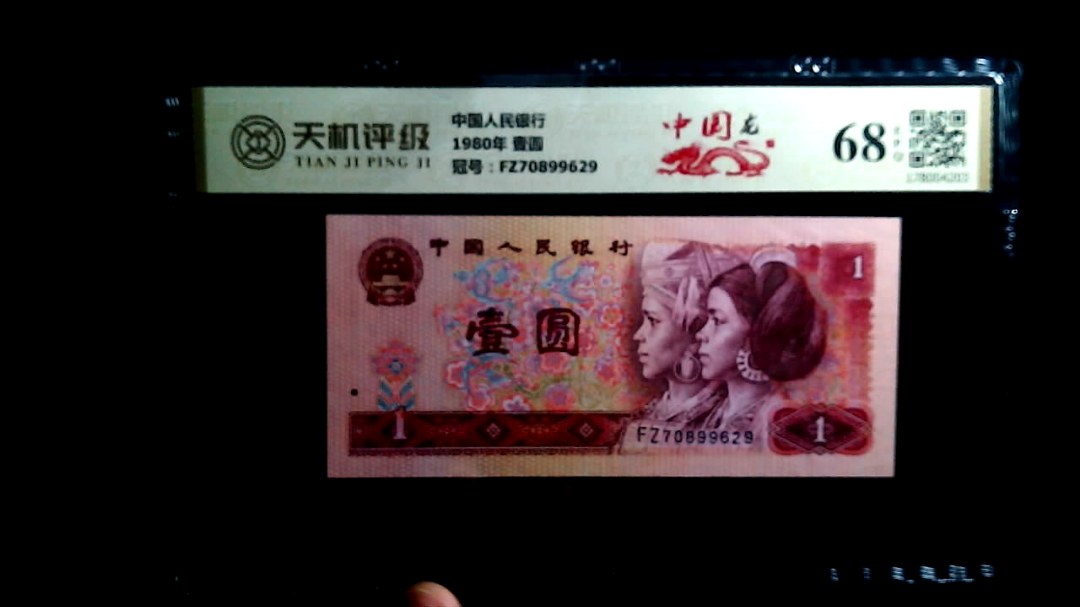 天机评级
TIAN JI PING JI
中国人民银行
1980年 壹圆
冠号：FZ70899629
中国龙
68
中国人民银行
1
壹圆
FZ70899629
1
1